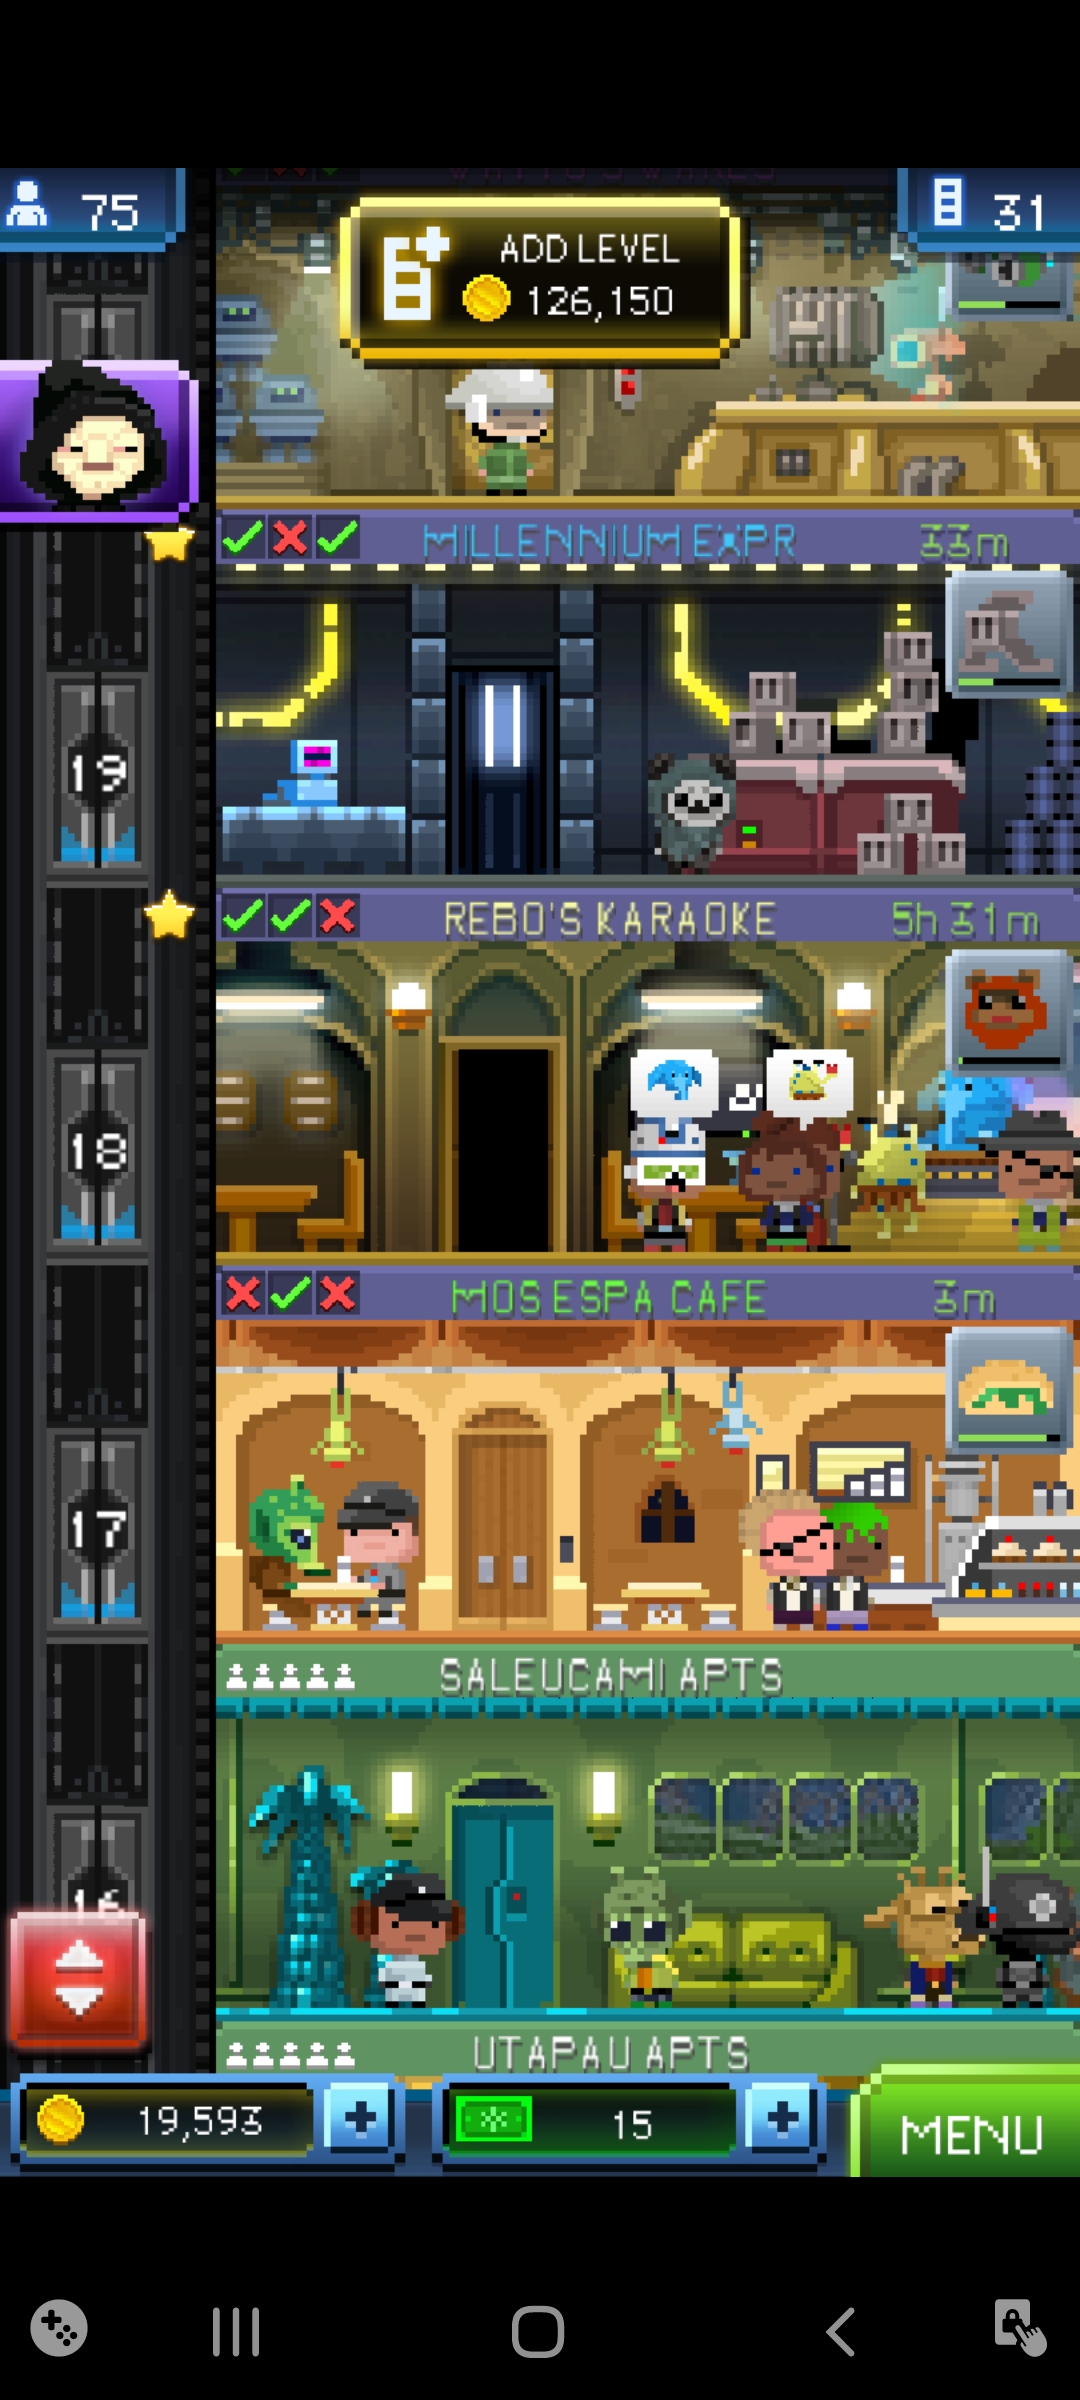 75
31
ADD LEVEL
126,150
MILLENNIUM EXPR 33m
19
REBO'S KARAOKE 5h 31m
18
MOS ESPA CAFE 3m
17
SALEUCAMI APTS
16
UTAPAU APTS
19,593
15
MENU